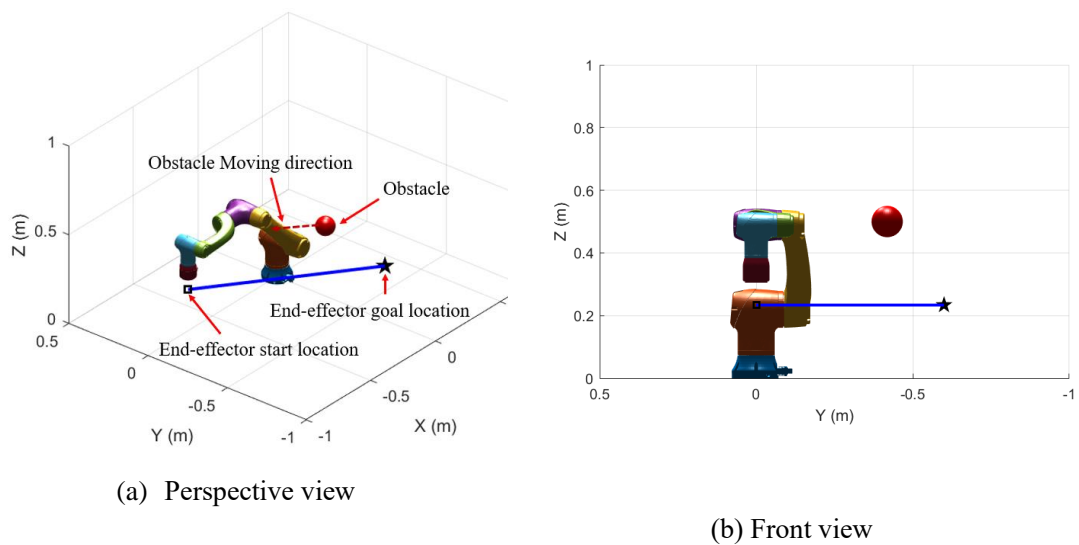 1
Obstacle Moving direction
Obstacle
Z (m)
0.5
End-effector goal location
0
0.5
End-effector start location
0
0
-0.5
-0.5
X (m)
Y (m)
-1
-1
(a) Perspective view
1
0.8
0.6
Z (m)
0.4
0.2
0
0.5
0
-0.5
-1
Y (m)
(b) Front view